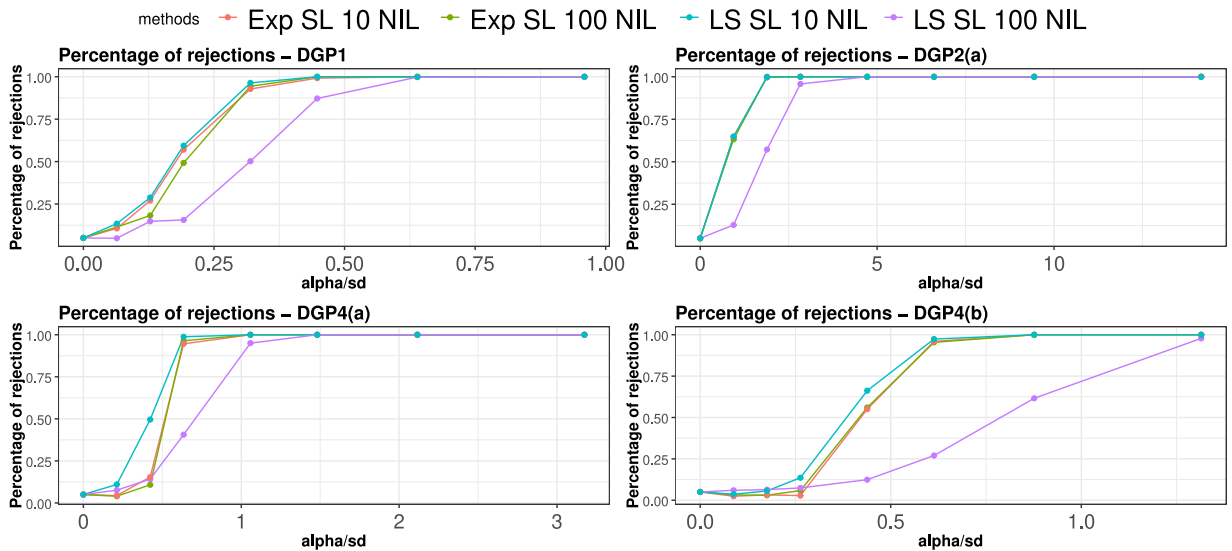 methods Exp SL 10 NIL Exp SL 100 NIL LS SL 10 NIL LS SL 100 NIL
Percentage of rejections – DGP1
Percentage of rejections
1.00
0.75
0.50
0.25
0.00 0.25 0.50 0.75 1.00
alpha/sd
Percentage of rejections – DGP2(a)
Percentage of rejections
1.00
0.75
0.50
0.25
0 5 10
alpha/sd
Percentage of rejections – DGP4(a)
Percentage of rejections
1.00
0.75
0.50
0.25
0.00
0 1 2 3
alpha/sd
Percentage of rejections – DGP4(b)
Percentage of rejections
1.00
0.75
0.50
0.25
0.00
0.0 0.5 1.0
alpha/sd